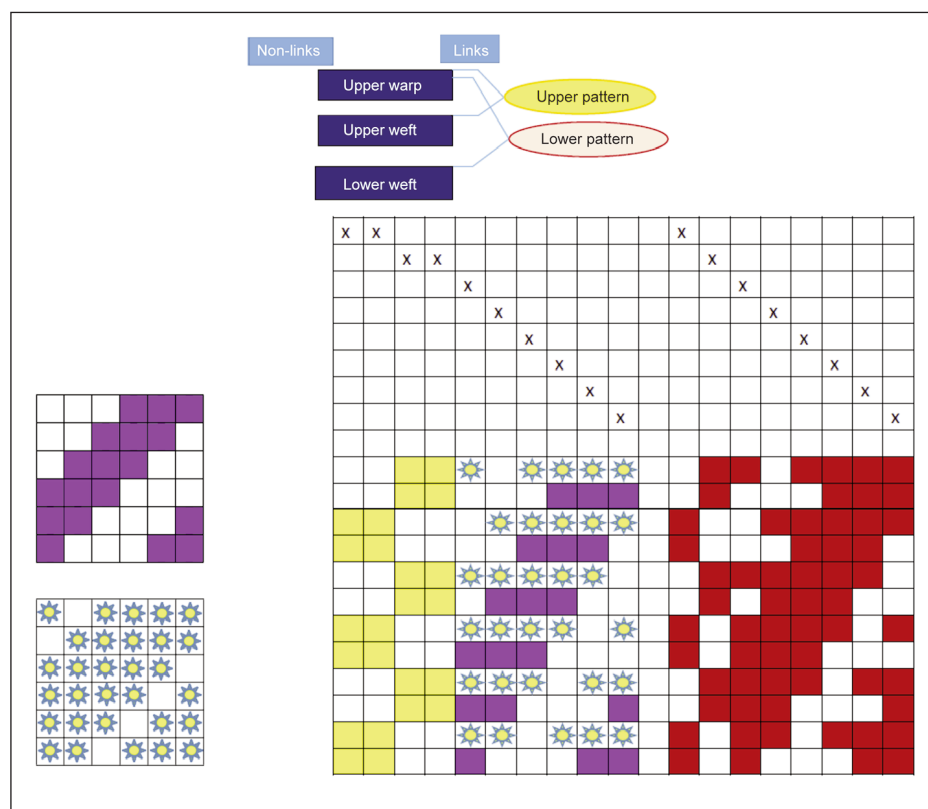 Non-links Links
Upper warp
Upper pattern
Upper weft
Lower pattern
Lower weft
x x x
x x x
x x
x x
x x
x x
x x
x x